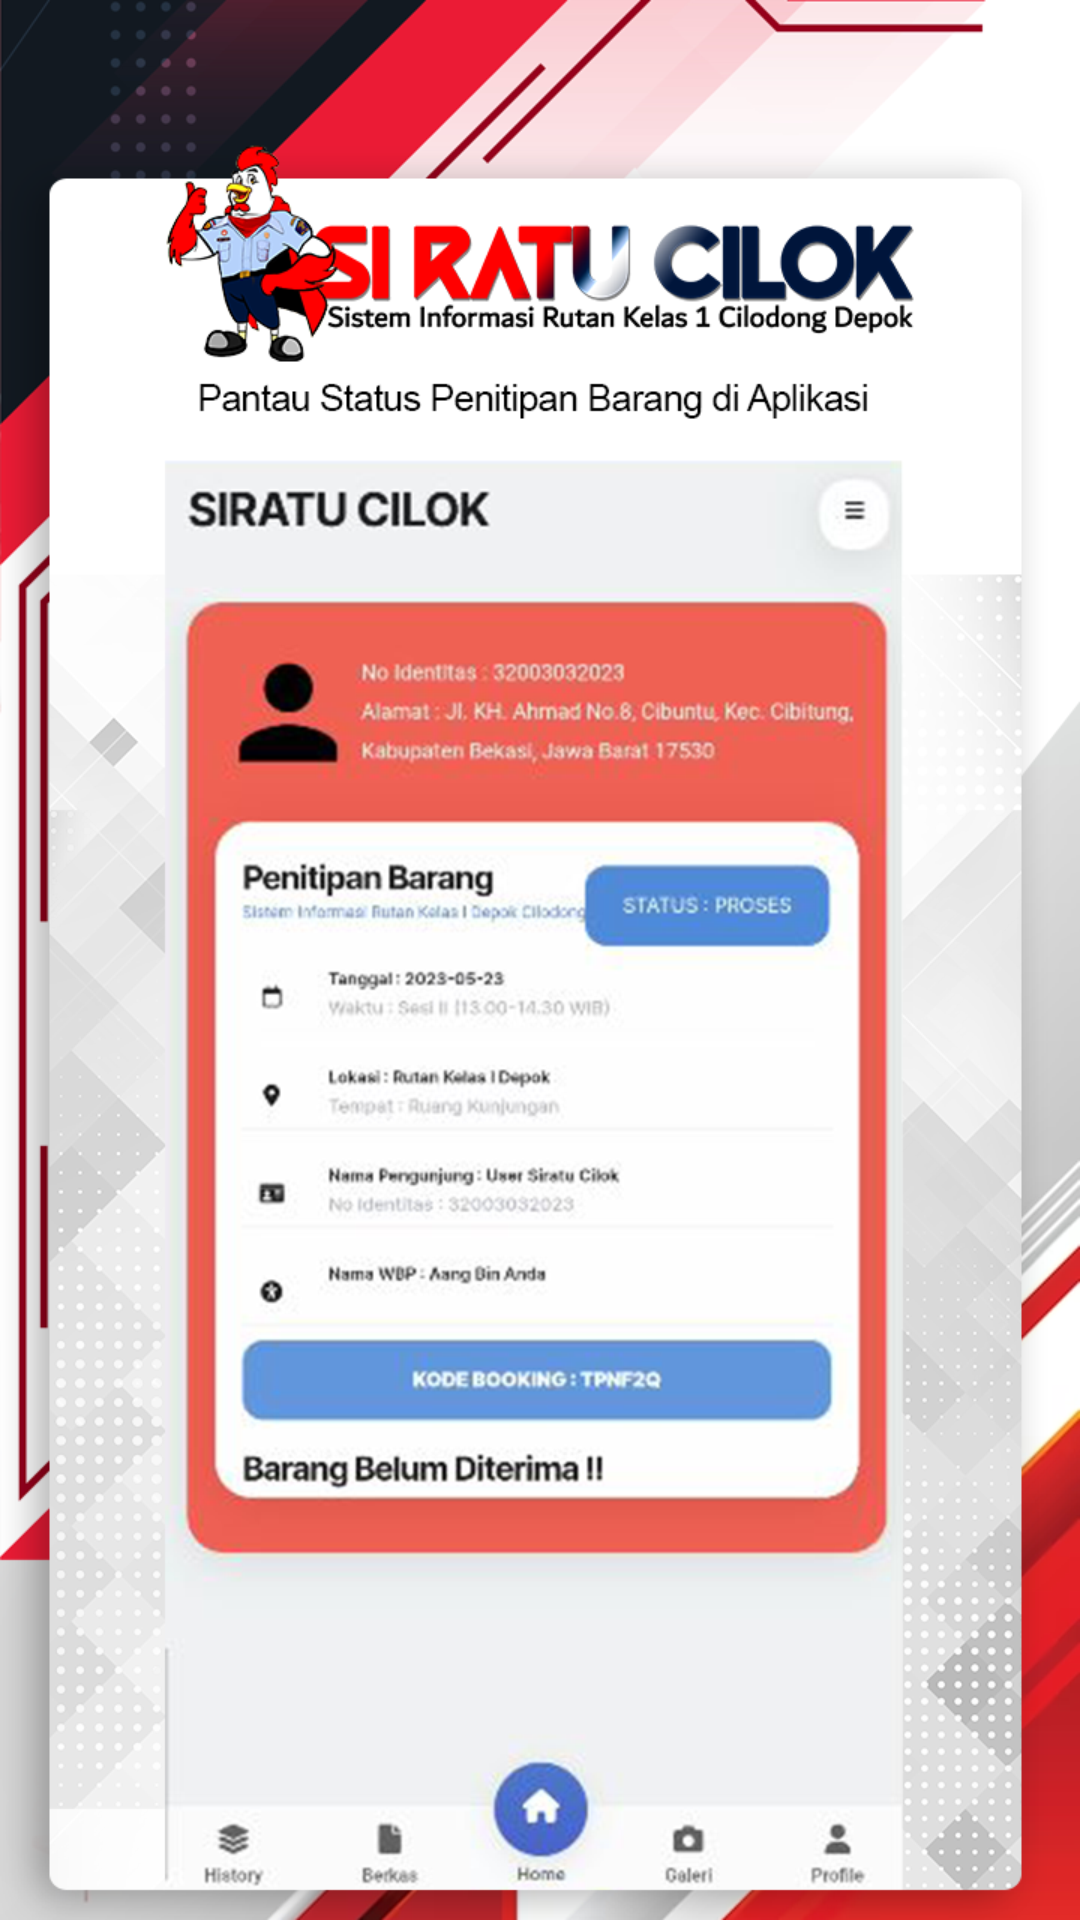 SI RATU CILOK
Sistem Informasi Rutan Kelas 1 Cilodong Depok
Pantau Status Penitipan Barang di Aplikasi
SIRATU CILOK
No Identitas : 32003032023
Alamat : Jl. KH. Ahmad No.8, Cibuntu, Kec. Cibitung,
Kabupaten Bekasi, Jawa Barat 17530
Penitipan Barang
Sistem Informasi Rutan Kelas I Depok Cilodong
STATUS : PROSES
Tanggal : 2023-05-23
Waktu : Sesi II (13.00-14.30 WIB)
Lokasi : Rutan Kelas I Depok
Tempat : Ruang Kunjungan
Nama Pengunjung : User Siratu Cilok
No Identitas : 32003032023
Nama WBP : Aang Bin Anda
KODE BOOKING : TPNF2Q
Barang Belum Diterima !!
History
Berkas
Home
Galeri
Profile